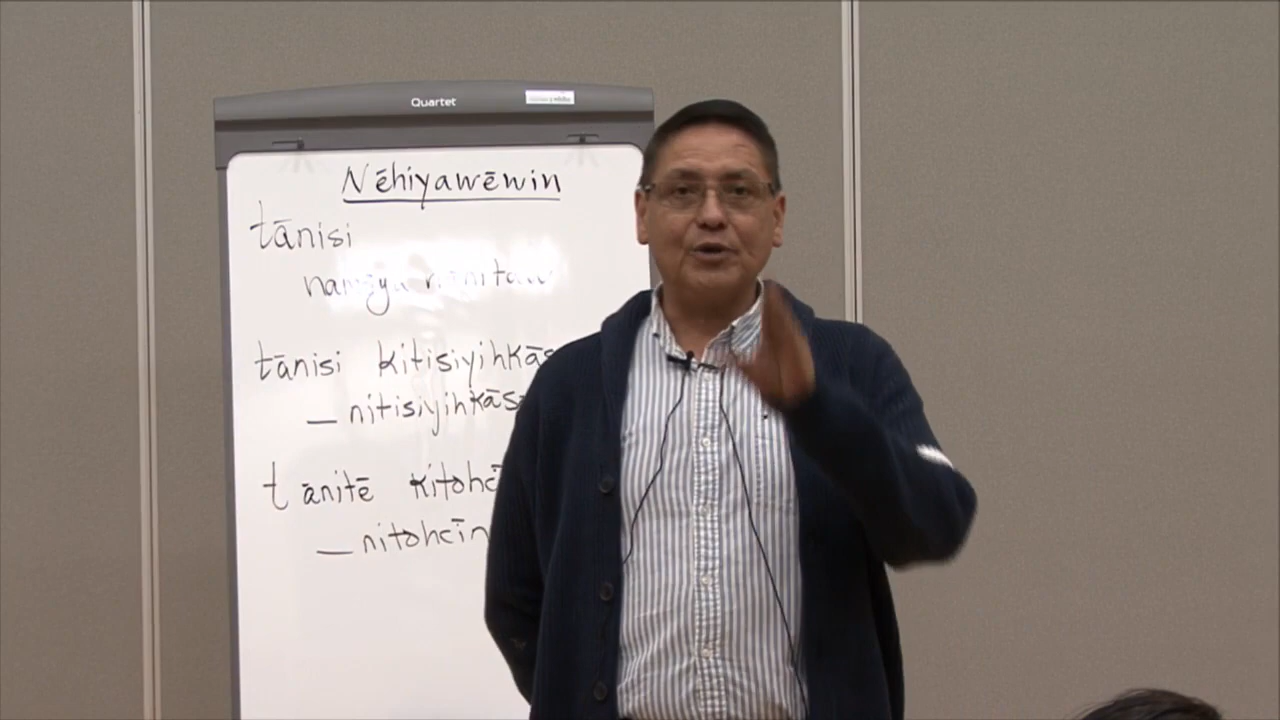 Quartet
Nēhiyawēwin
tānisi
tānisi kitisiyihkās
— nitisiyihkās
tānitē kitohc
— nitohcīn